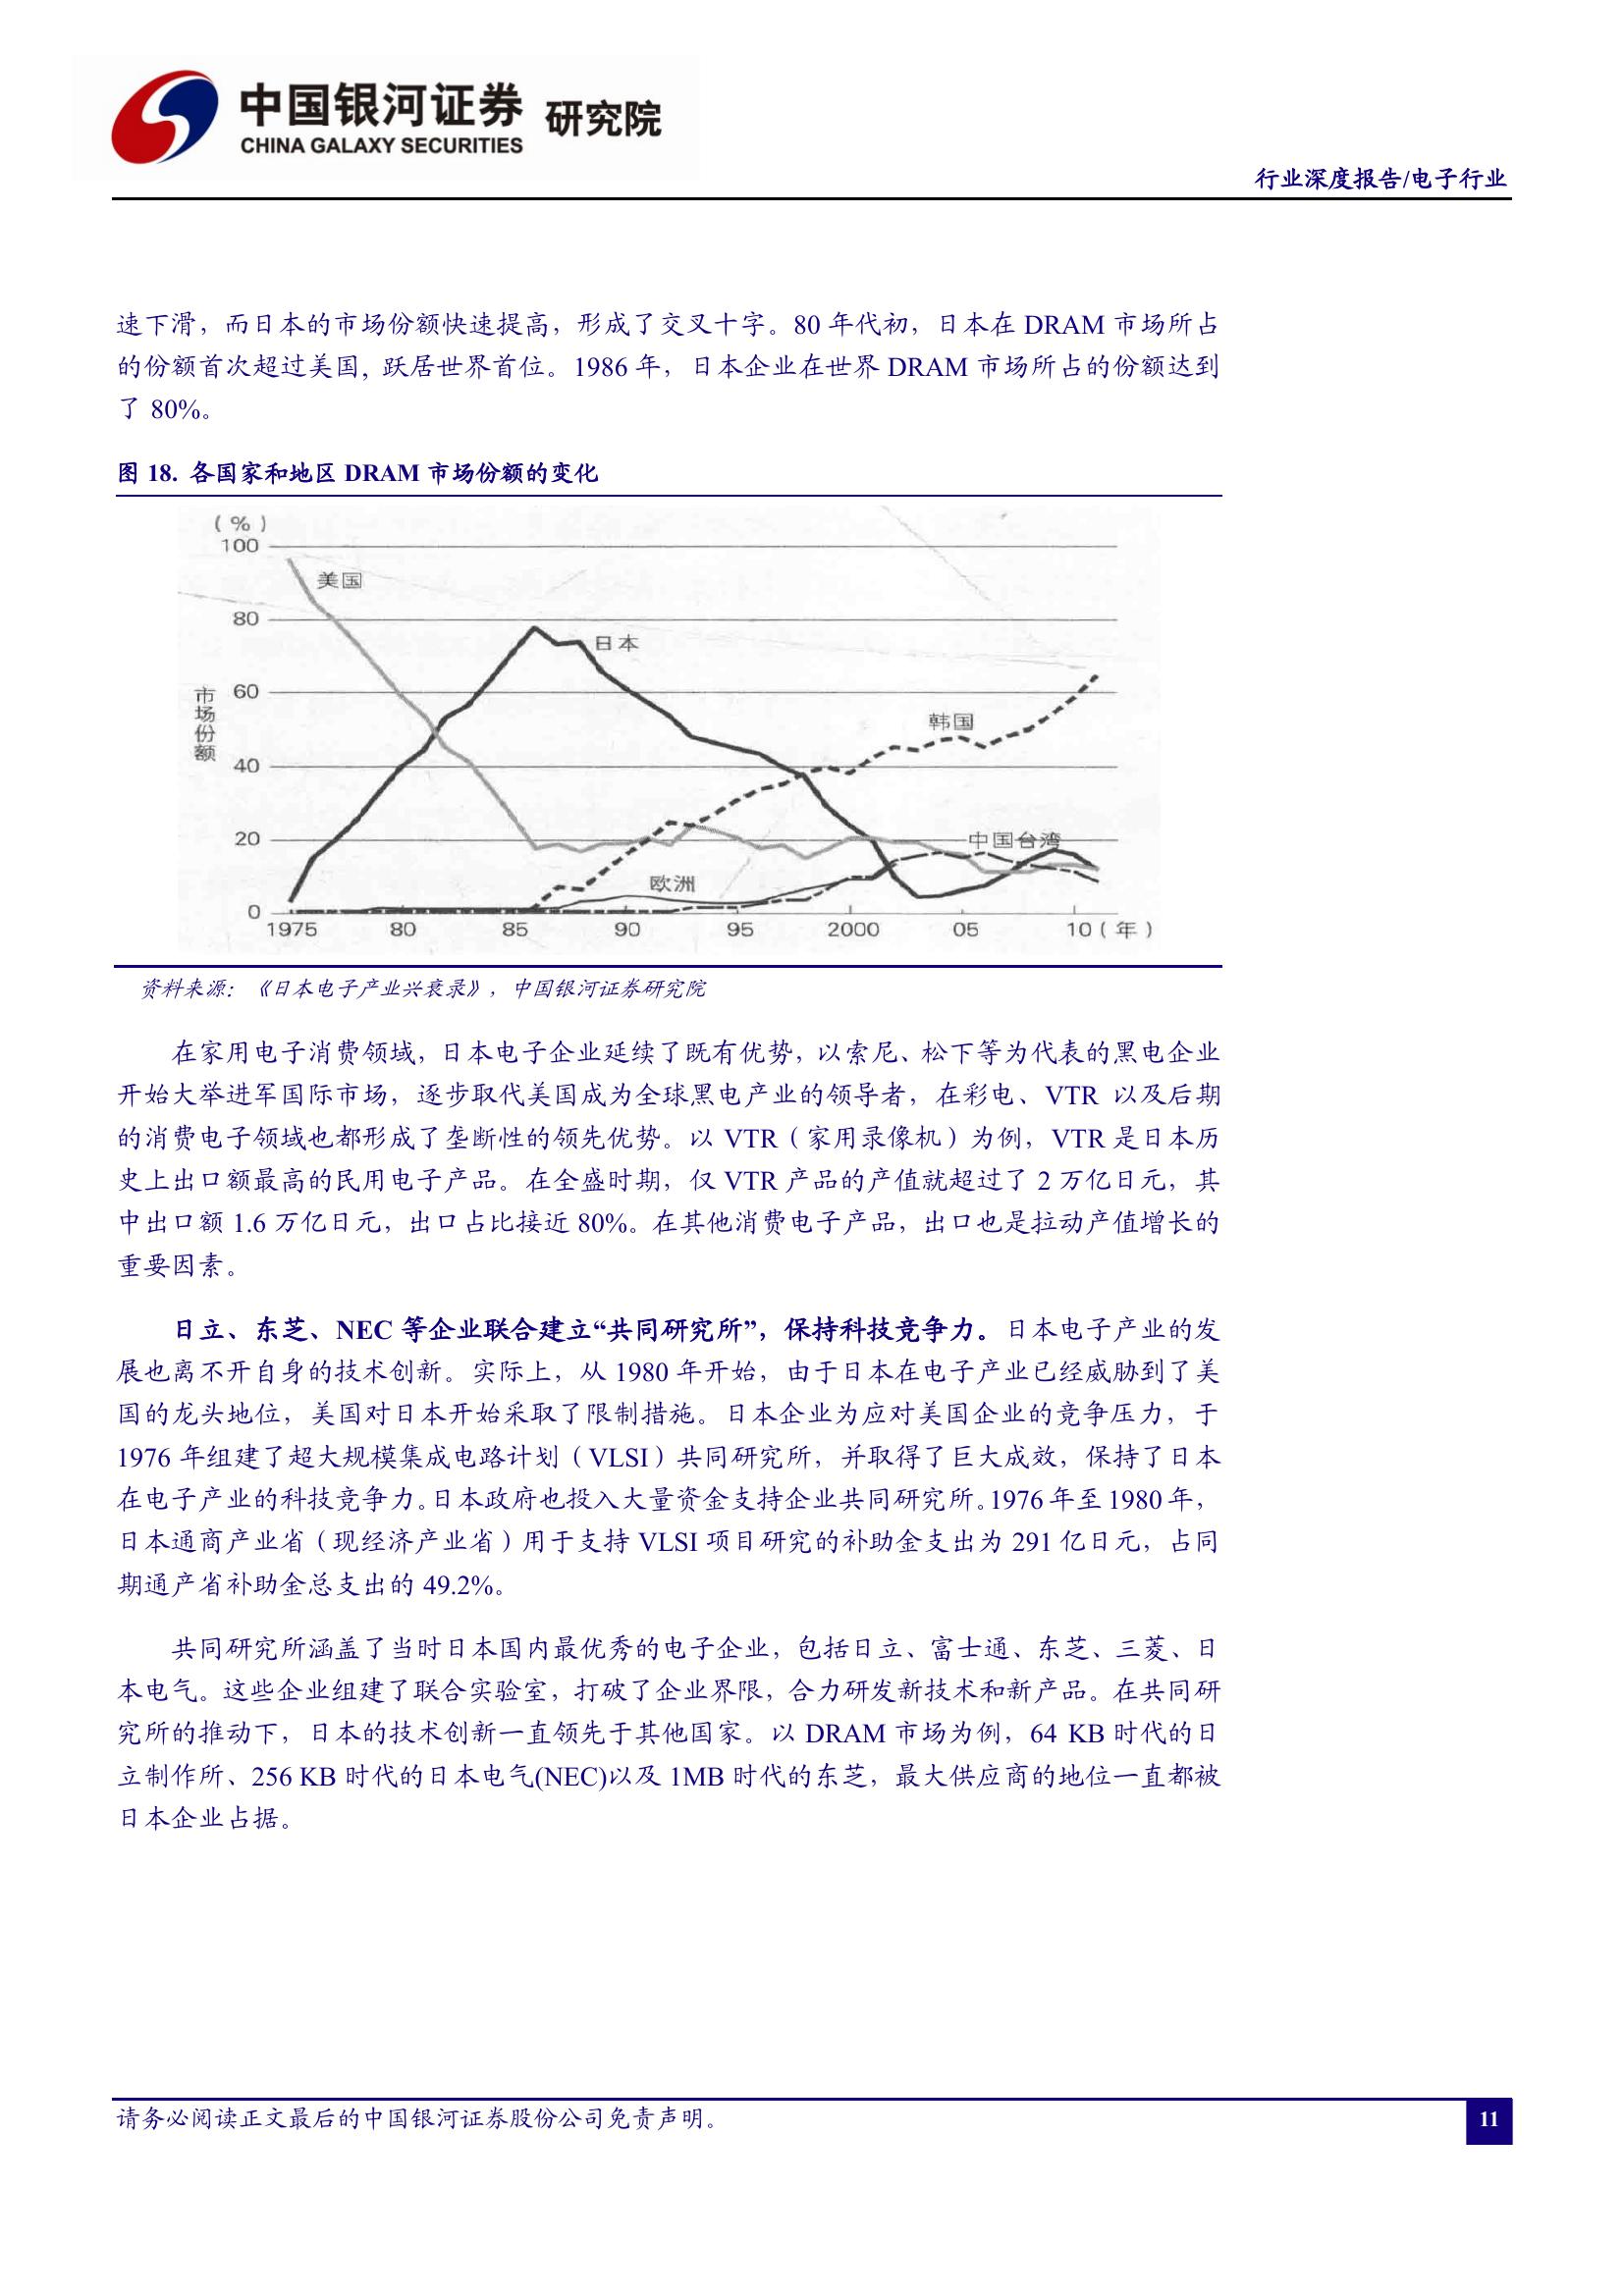 中国银河证券 研究院
CHINA GALAXY SECURITIES
行业深度报告/电子行业
速下滑，而日本的市场份额快速提高，形成了交叉十字。80 年代初，日本在 DRAM 市场所占
的份额首次超过美国, 跃居世界首位。1986 年，日本企业在世界 DRAM 市场所占的份额达到
了 80%。
图 18. 各国家和地区 DRAM 市场份额的变化
（%）
100
美国
80
日本
60
市场份额
韩国
40
20
中国台湾
欧洲
0
1975 80 85 90 95 2000 05 10（年）
资料来源：《日本电子产业兴衰录》，中国银河证券研究院
在家用电子消费领域，日本电子企业延续了既有优势，以索尼、松下等为代表的黑电企业
开始大举进军国际市场，逐步取代美国成为全球黑电产业的领导者，在彩电、VTR 以及后期
的消费电子领域也都形成了垄断性的领先优势。以 VTR（家用录像机）为例，VTR 是日本历
史上出口额最高的民用电子产品。在全盛时期，仅 VTR 产品的产值就超过了 2 万亿日元，其
中出口额 1.6 万亿日元，出口占比接近 80%。在其他消费电子产品，出口也是拉动产值增长的
重要因素。
日立、东芝、NEC 等企业联合建立“共同研究所”，保持科技竞争力。日本电子产业的发
展也离不开自身的技术创新。实际上，从 1980 年开始，由于日本在电子产业已经威胁到了美
国的龙头地位，美国对日本开始采取了限制措施。日本企业为应对美国企业的竞争压力，于
1976 年组建了超大规模集成电路计划（VLSI）共同研究所，并取得了巨大成效，保持了日本
在电子产业的科技竞争力。日本政府也投入大量资金支持企业共同研究所。1976 年至 1980 年，
日本通商产业省（现经济产业省）用于支持 VLSI 项目研究的补助金支出为 291 亿日元，占同
期通产省补助金总支出的 49.2%。
共同研究所涵盖了当时日本国内最优秀的电子企业，包括日立、富士通、东芝、三菱、日
本电气。这些企业组建了联合实验室，打破了企业界限，合力研发新技术和新产品。在共同研
究所的推动下，日本的技术创新一直领先于其他国家。以 DRAM 市场为例，64 KB 时代的日
立制作所、256 KB 时代的日本电气(NEC)以及 1MB 时代的东芝，最大供应商的地位一直都被
日本企业占据。
请务必阅读正文最后的中国银河证券股份公司免责声明。
11